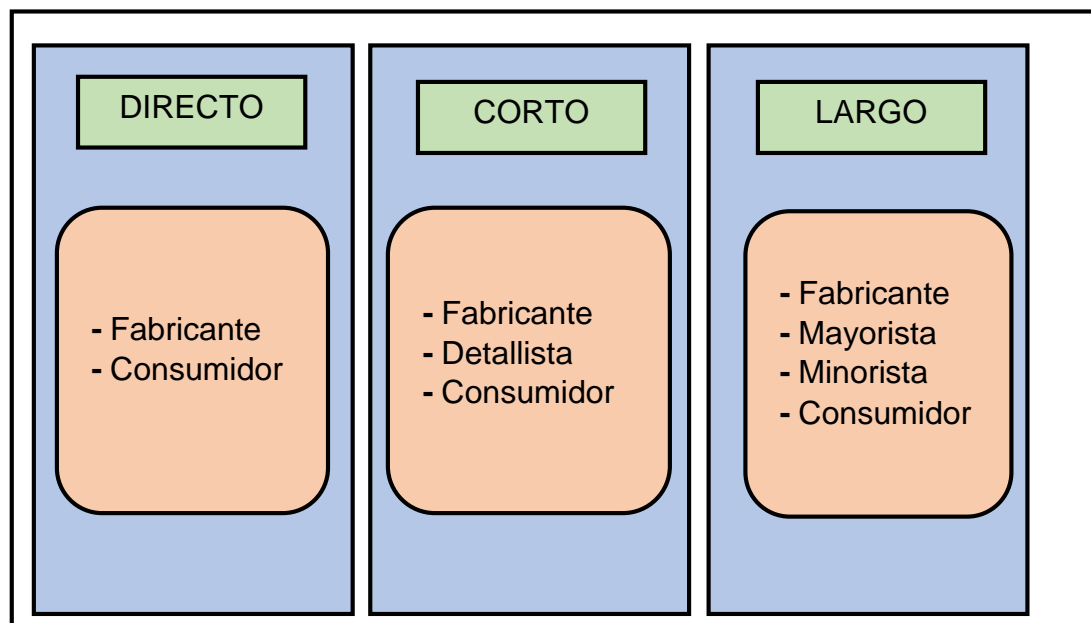 DIRECTO
- Fabricante
- Consumidor
CORTO
- Fabricante
- Detallista
- Consumidor
LARGO
- Fabricante
- Mayorista
- Minorista
- Consumidor